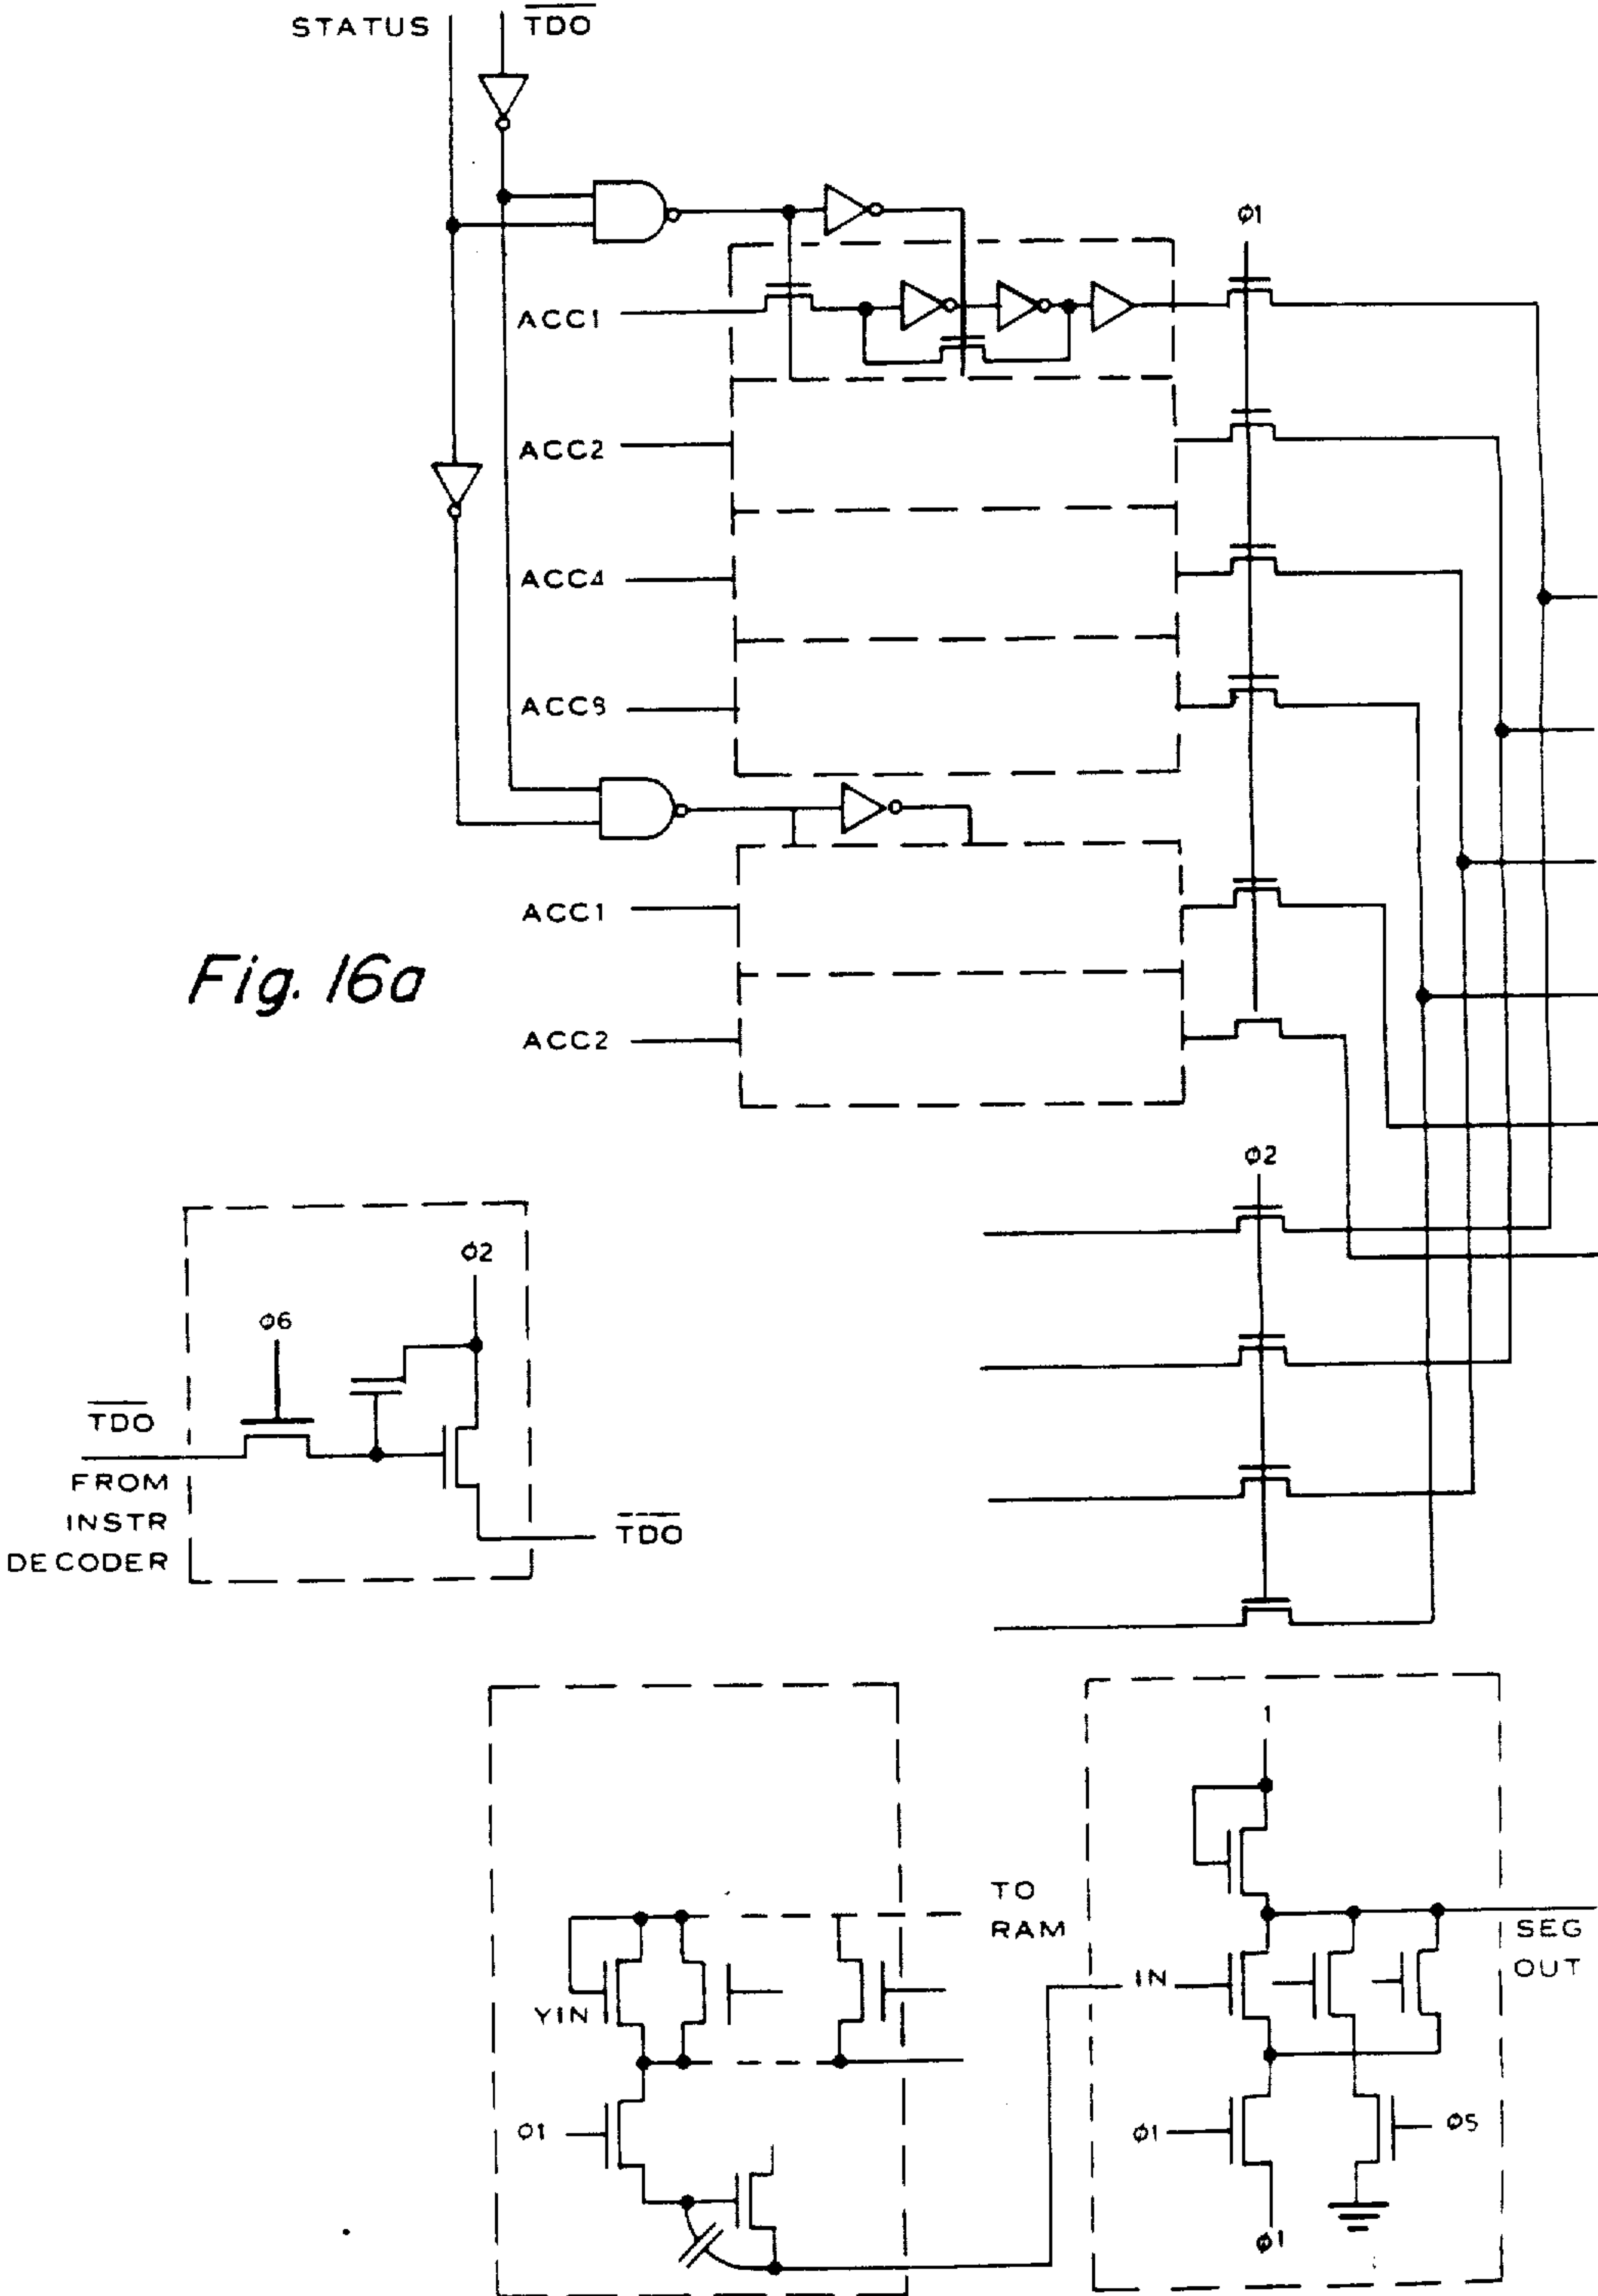 STATUS TDO
ø1
ACC1
ACC2
ACC4
ACC8
ACC1
Fig. 16a
ACC2
ø2
ø2
ø6
TDO
FROM
INSTR
DECODER
TDO
1
TO
RAM
SEG
OUT
IN
YIN
ø1
ø1
ø5
ø1